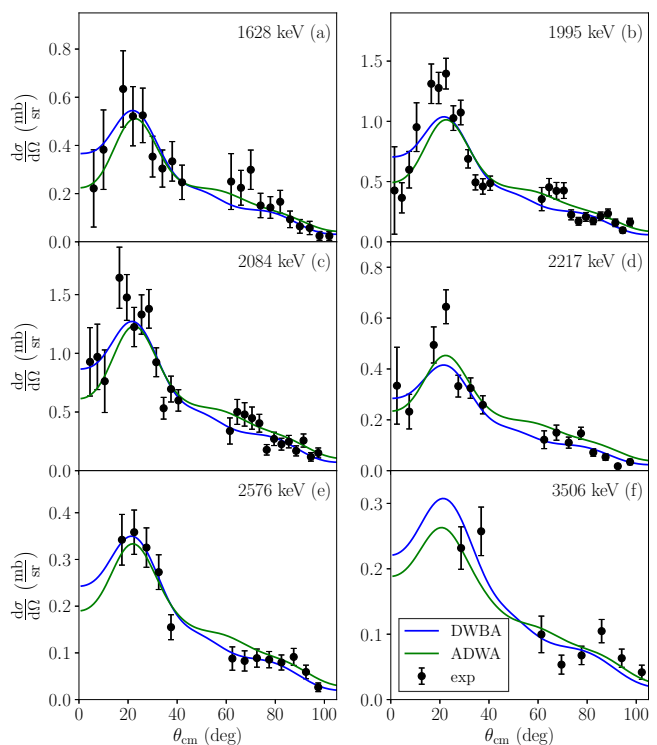 1628 keV (a)
0.8
0.6
0.4
0.2
0.0
dσ/dΩ (mb/sr)
1995 keV (b)
1.5
1.0
0.5
0.0
2084 keV (c)
1.5
1.0
0.5
0.0
dσ/dΩ (mb/sr)
2217 keV (d)
0.8
0.6
0.4
0.2
0.0
2576 keV (e)
0.4
0.3
0.2
0.1
0.0
dσ/dΩ (mb/sr)
0 20 40 60 80 100
θcm (deg)
3506 keV (f)
0.3
0.2
0.1
0.0
DWBA
ADWA
exp
0 20 40 60 80 100
θcm (deg)